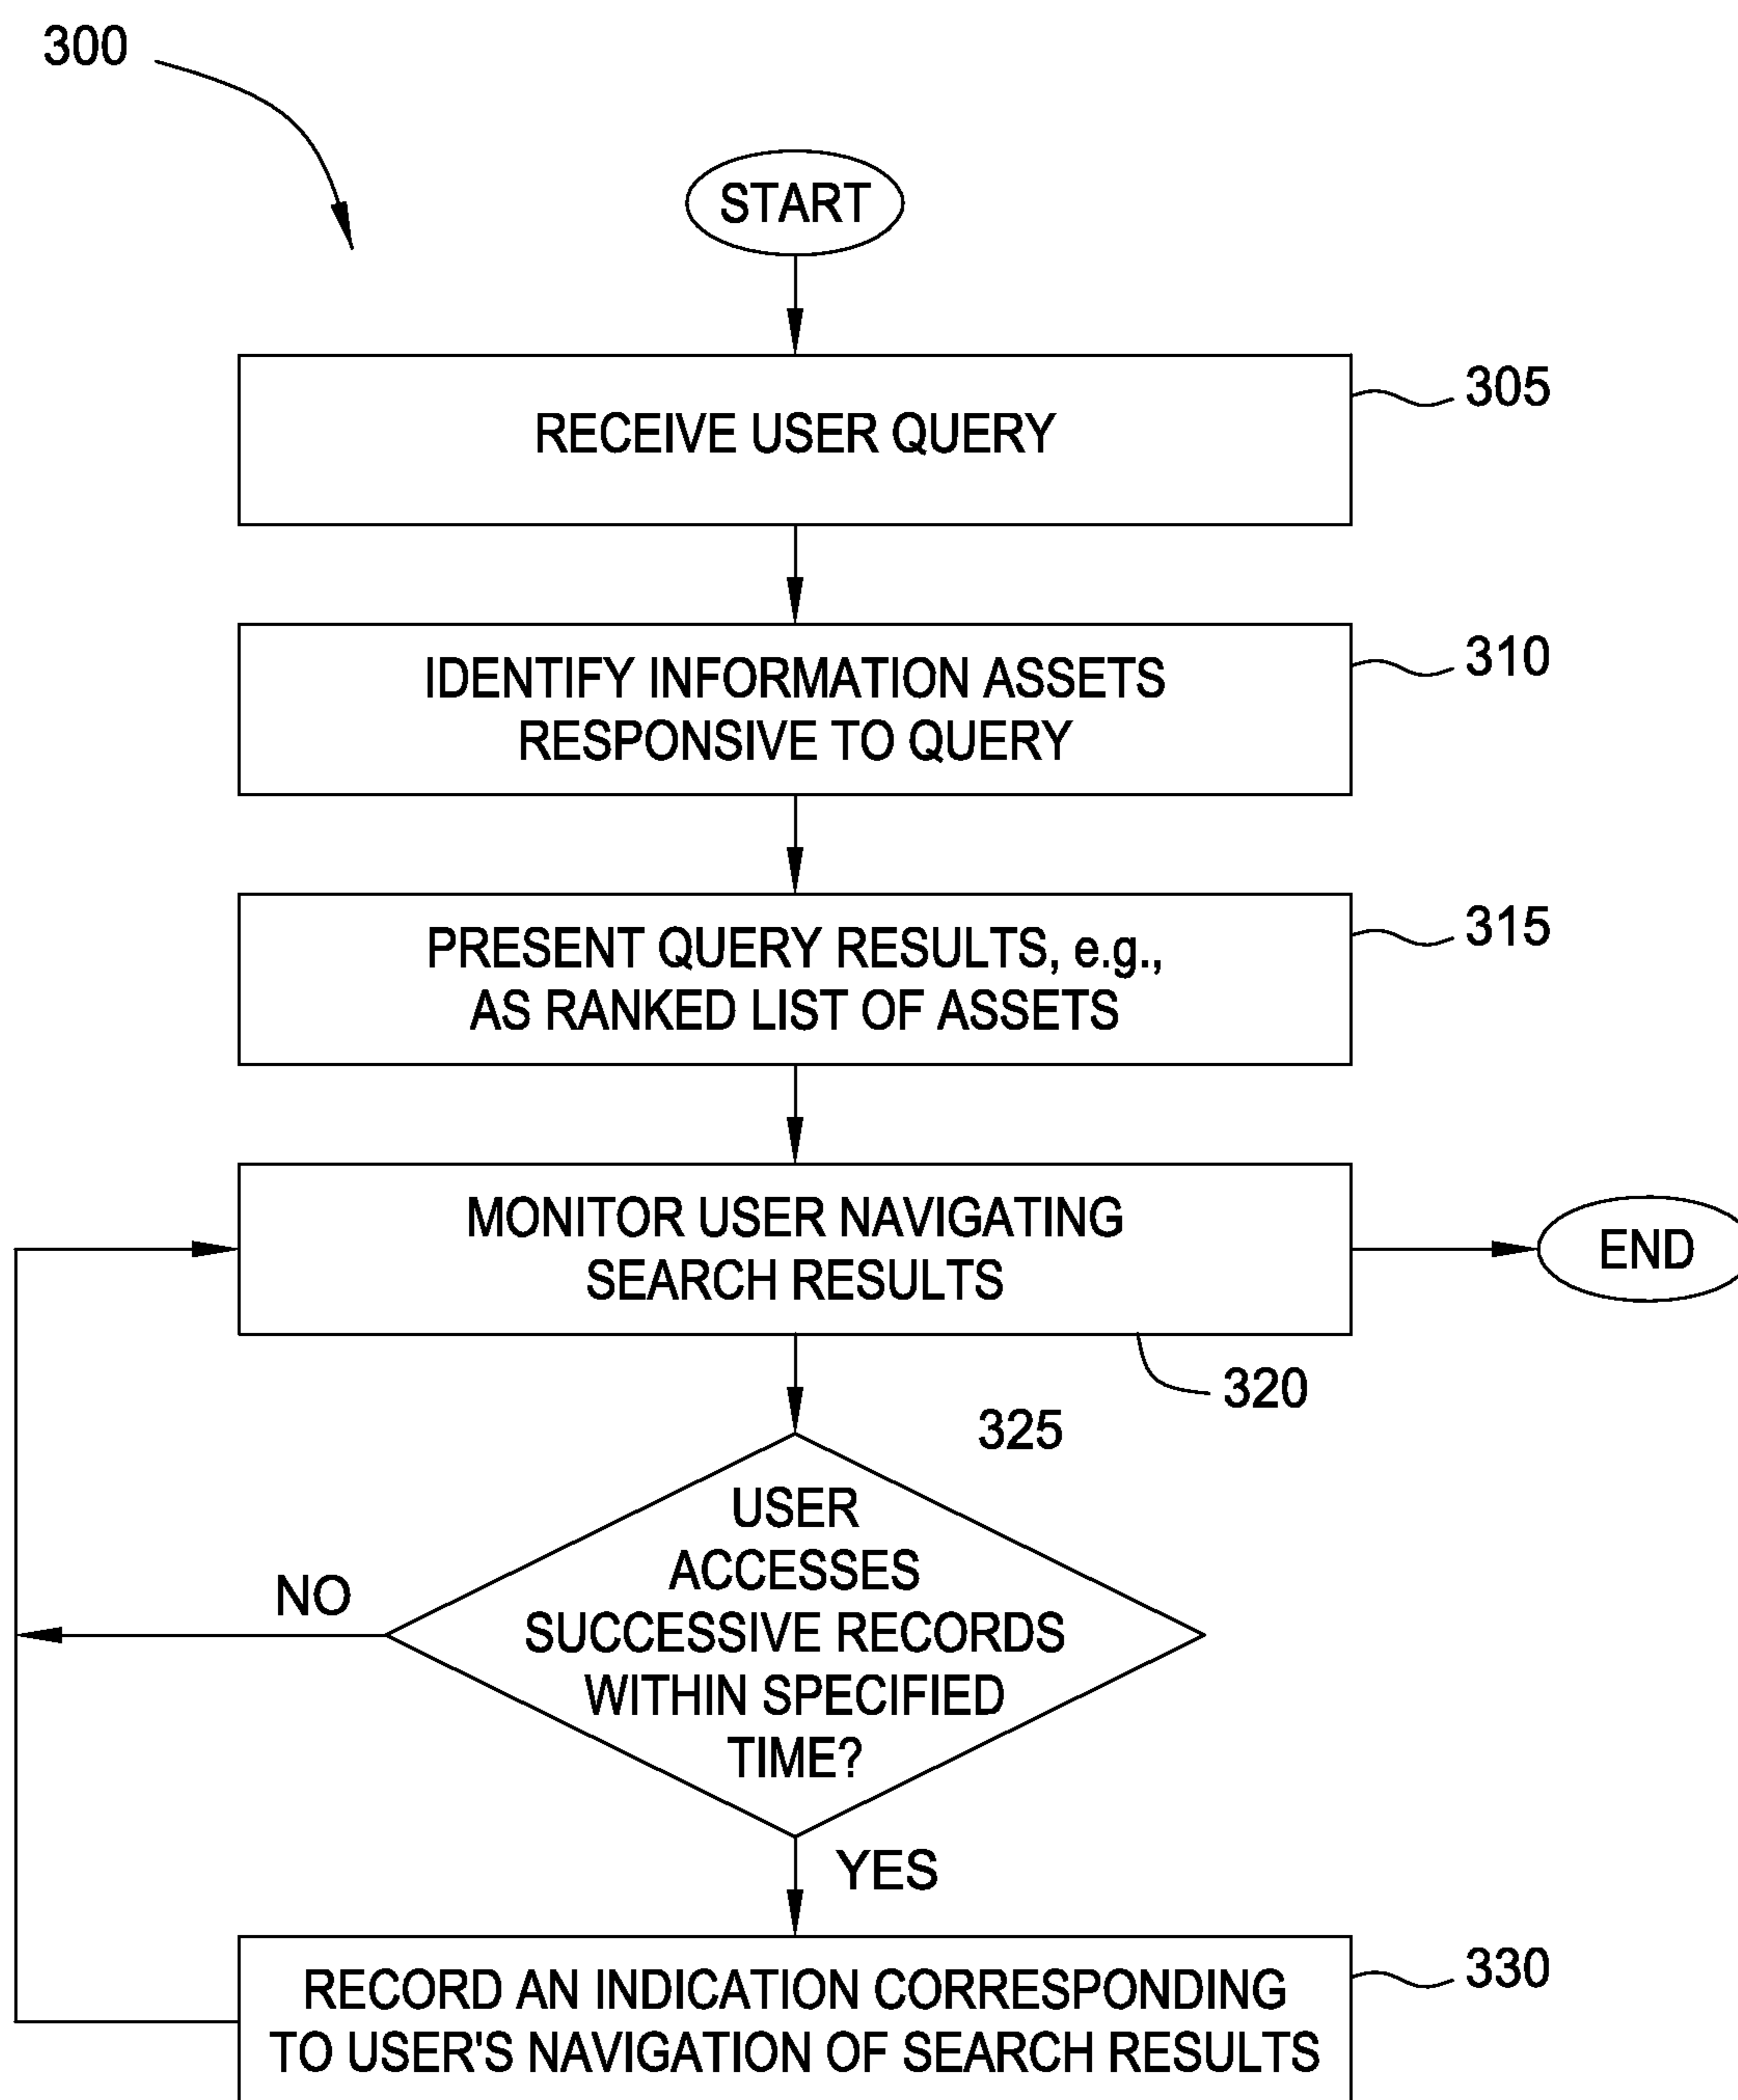 300
START
RECEIVE USER QUERY
305
IDENTIFY INFORMATION ASSETS
RESPONSIVE TO QUERY
310
PRESENT QUERY RESULTS, e.g.,
AS RANKED LIST OF ASSETS
315
MONITOR USER NAVIGATING
SEARCH RESULTS
END
320
325
USER
ACCESSES
SUCCESSIVE RECORDS
WITHIN SPECIFIED
TIME?
NO
YES
RECORD AN INDICATION CORRESPONDING
TO USER'S NAVIGATION OF SEARCH RESULTS
330